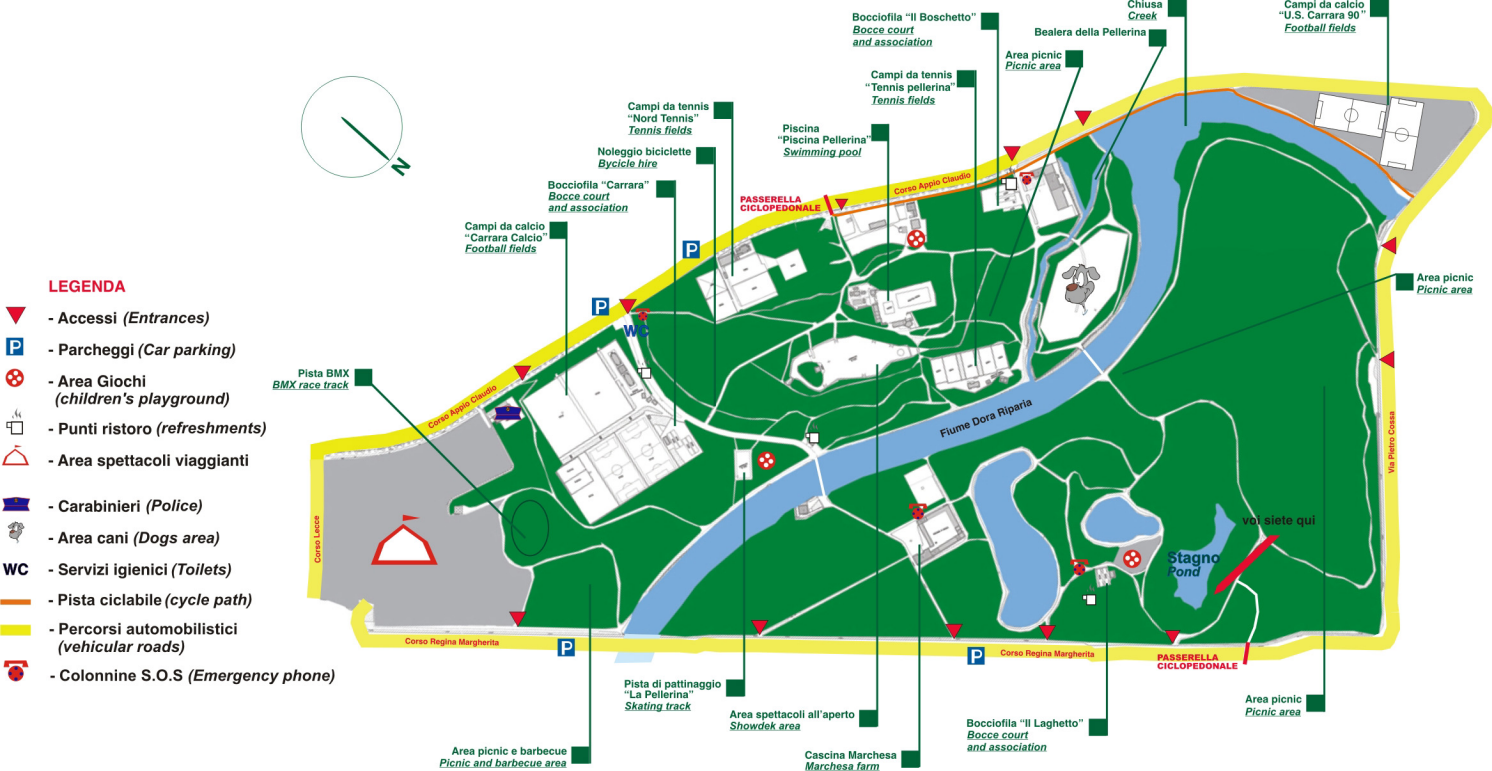 Chiusa
Creek
Campi da calcio
“U.S. Carrara 90”
Football fields
Bocciofila “Il Boschetto”
Bocce court
and association
Bealera della Pellerina
Area picnic
Picnic area
Campi da tennis
“Tennis pellerina”
Tennis fields
Campi da tennis
“Nord Tennis”
Tennis fields
Piscina
“Piscina Pellerina”
Swimming pool
Noleggio biciclette
Bycicle hire
Bocciofila “Carrara”
Bocce court
and association
Campi da calcio
“Carrara Calcio”
Football fields
N
PASSERELLA
CICLOPEDONALE
Corso Appio Claudio
P
P
WC
Area picnic
Picnic area
LEGENDA
- Accessi (Entrances)
P - Parcheggi (Car parking)
- Area Giochi
(children's playground)
- Punti ristoro (refreshments)
- Area spettacoli viaggianti
- Carabinieri (Police)
- Area cani (Dogs area)
WC - Servizi igienici (Toilets)
- Pista ciclabile (cycle path)
- Percorsi automobilistici
(vehicular roads)
- Colonnine S.O.S (Emergency phone)
Pista BMX
BMX race track
Corso Appio Claudio
Fiume Dora Riparia
Via Pietro Cossa
Corso Lecce
voi siete qui
Stagno
Pond
Corso Regina Margherita
P
P
Corso Regina Margherita
PASSERELLA
CICLOPEDONALE
Pista di pattinaggio
“La Pellerina”
Skating track
Area spettacoli all'aperto
Showdek area
Area picnic
Picnic area
Bocciofila “Il Laghetto”
Bocce court
and association
Area picnic e barbecue
Picnic and barbecue area
Cascina Marchesa
Marchesa farm